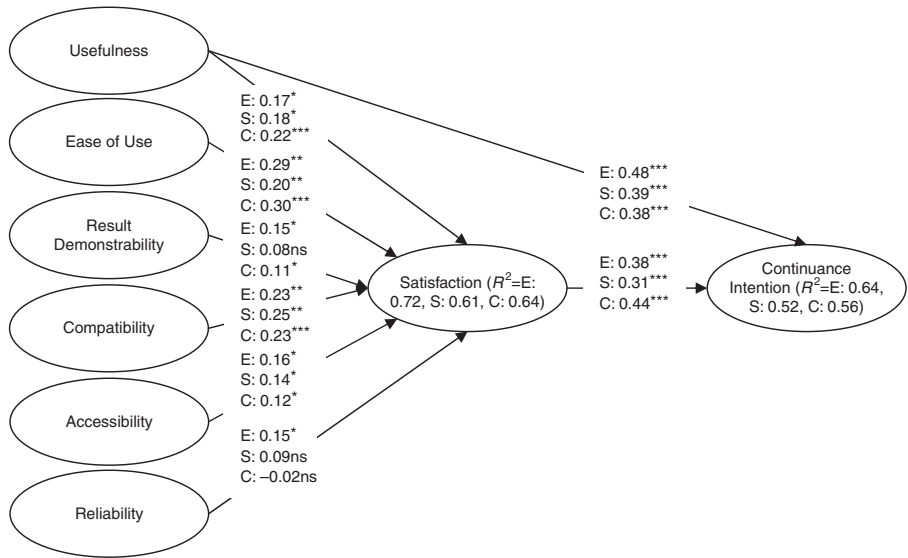 Usefulness
Ease of Use
Result
Demonstrability
Compatibility
Accessibility
Reliability
E: 0.17*
S: 0.18*
C: 0.22***
E: 0.29**
S: 0.20**
C: 0.30***
E: 0.15*
S: 0.08ns
C: 0.11*
E: 0.23**
S: 0.25**
C: 0.23***
E: 0.16*
S: 0.14*
C: 0.12*
E: 0.15*
S: 0.09ns
C: –0.02ns
Satisfaction (R²=E:
0.72, S: 0.61, C: 0.64)
E: 0.48***
S: 0.39***
C: 0.38***
E: 0.38***
S: 0.31***
C: 0.44***
Continuance
Intention (R²=E: 0.64,
S: 0.52, C: 0.56)